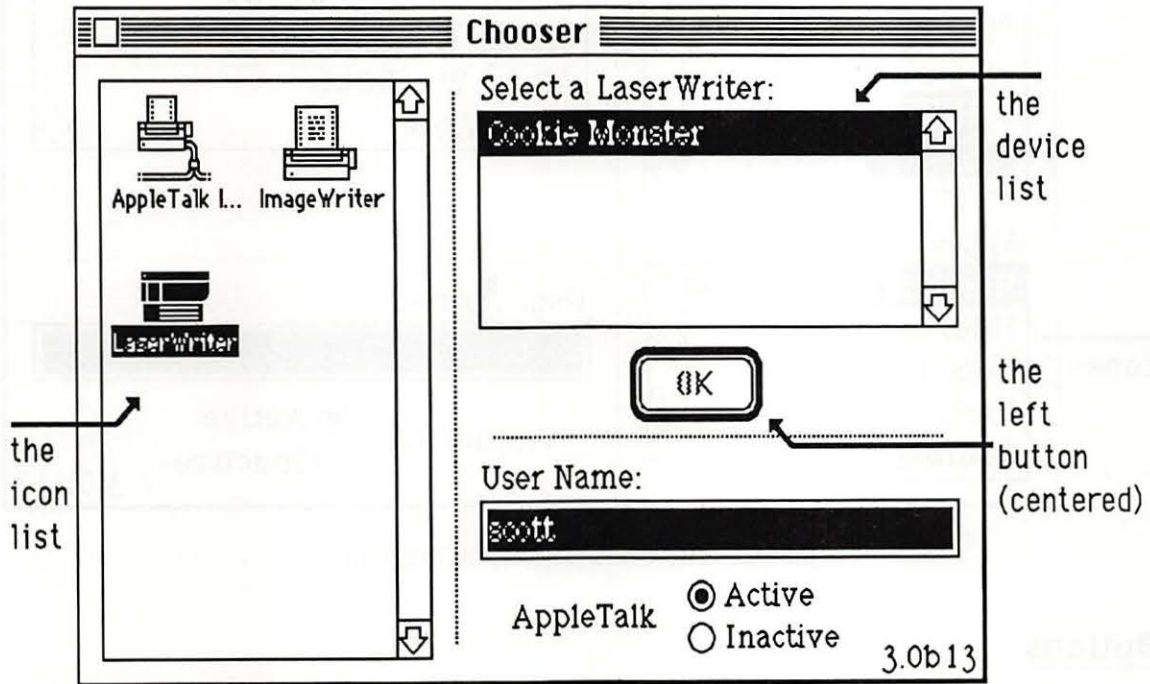 Chooser
AppleTalk I... ImageWriter
LaserWriter
Select a LaserWriter:
Cookie Monster
OK
User Name:
scott
AppleTalk
Active
Inactive
3.0b13
the
icon
list
the
device
list
the
left
button
(centered)